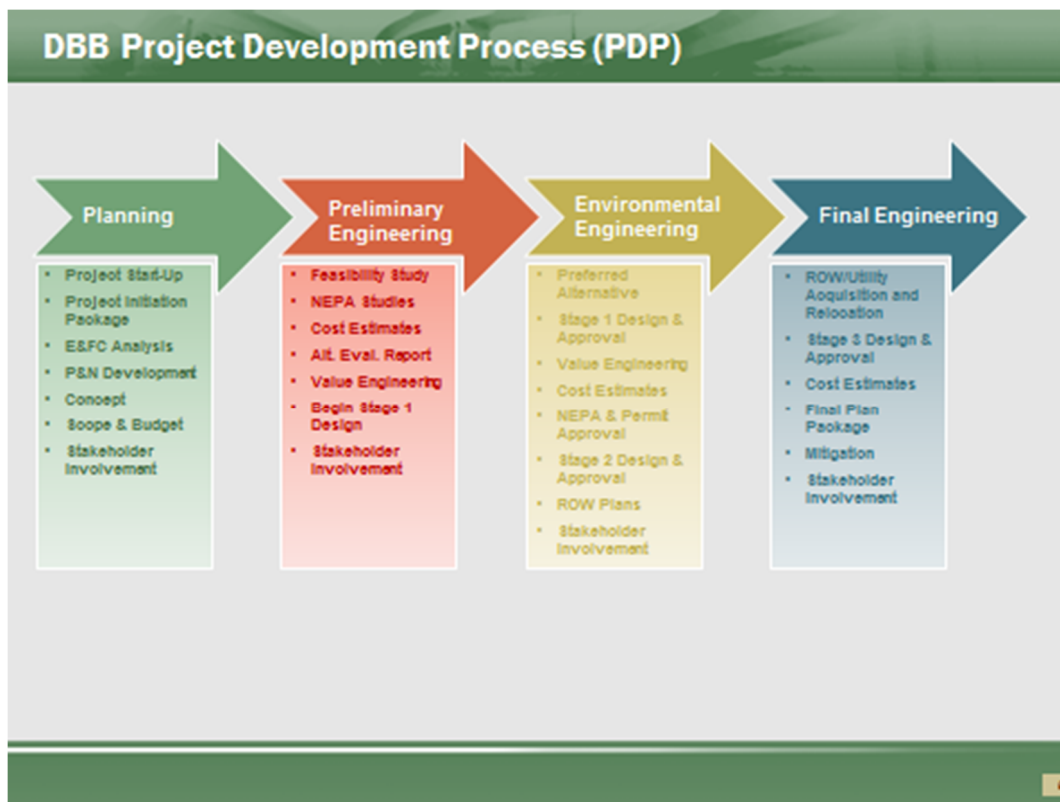 DBB Project Development Process (PDP)
Planning
▪ Project Start-Up
▪ Project Initiation
Package
▪ E&FC Analysis
▪ P&N Development
▪ Concept
▪ Scope & Budget
▪ Stakeholder
Involvement
Preliminary
Engineering
▪ Feasibility Study
▪ NEPA Studies
▪ Cost Estimates
▪ Alt. Eval. Report
▪ Value Engineering
▪ Begin Stage 1
Design
▪ Stakeholder
Involvement
Environmental
Engineering
▪ Preferred
Alternative
▪ Stage 1 Design &
Approval
▪ Value Engineering
▪ Cost Estimates
▪ NEPA & Permit
Approval
▪ Stage 2 Design &
Approval
▪ ROW Plans
▪ Stakeholder
Involvement
Final Engineering
▪ ROW/Utility
Acquisition and
Relocation
▪ Stage 3 Design &
Approval
▪ Cost Estimates
▪ Final Plan
Package
▪ Mitigation
▪ Stakeholder
Involvement